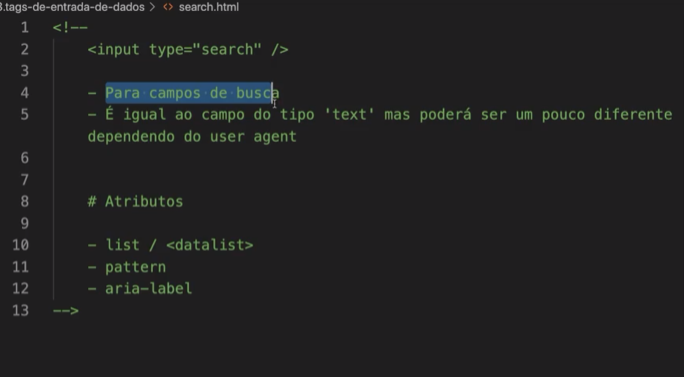 3.tags-de-entrada-de-dados > <> search.html
1 <!--
2 <input type="search" />
3
4 - Para campos de busca
5 - É igual ao campo do tipo 'text' mas poderá ser um pouco diferente
dependendo do user agent
6
7
8 # Atributos
9
10 - list / <datalist>
11 - pattern
12 - aria-label
13 -->